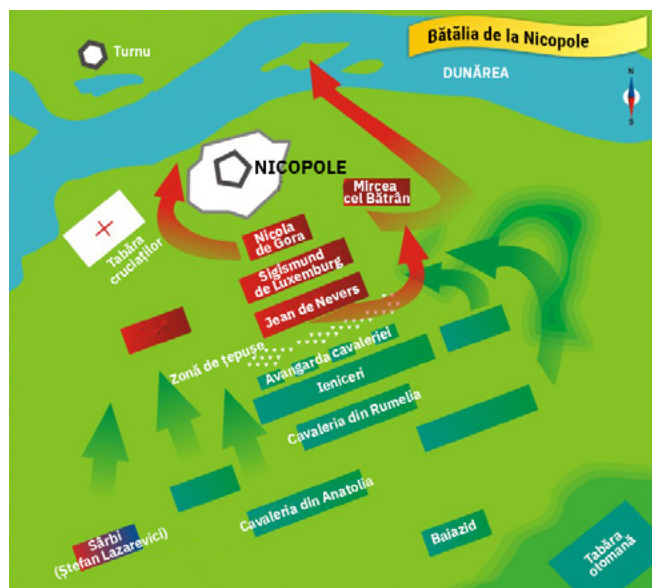 Bătălia de la Nicopole
Turnu
DUNĂREA
N
S
NICOPOLE
Mircea
cel Bătrân
Tabăra
cruciaților
Nicola
de Gora
Sigismund
de Luxemburg
Jean de Nevers
Zonă de țepușe
Avangarda cavaleriei
Ieniceri
Cavaleria din Rumelia
Cavaleria din Anatolia
Sârbi
(Ștefan Lazarevici)
Baiazid
Tabăra
otomană